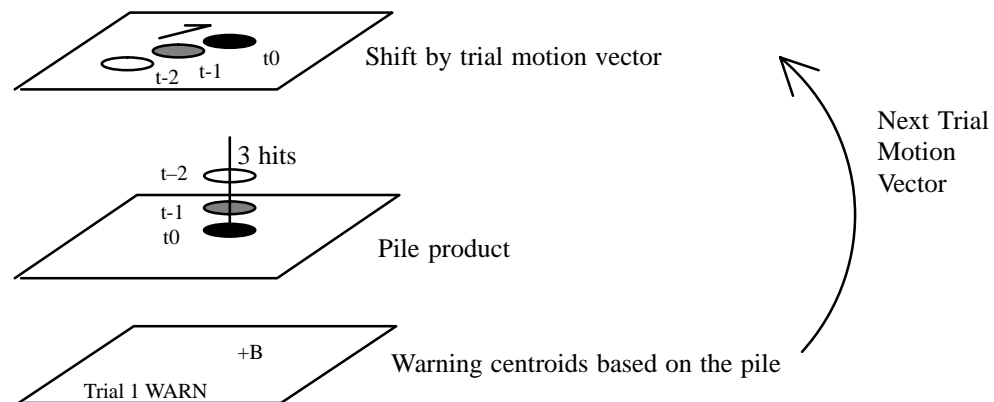 t0
Shift by trial motion vector
t-1
t-2
Next Trial
Motion
Vector
3 hits
t–2
t-1
t0
Pile product
+B
Warning centroids based on the pile
Trial 1 WARN